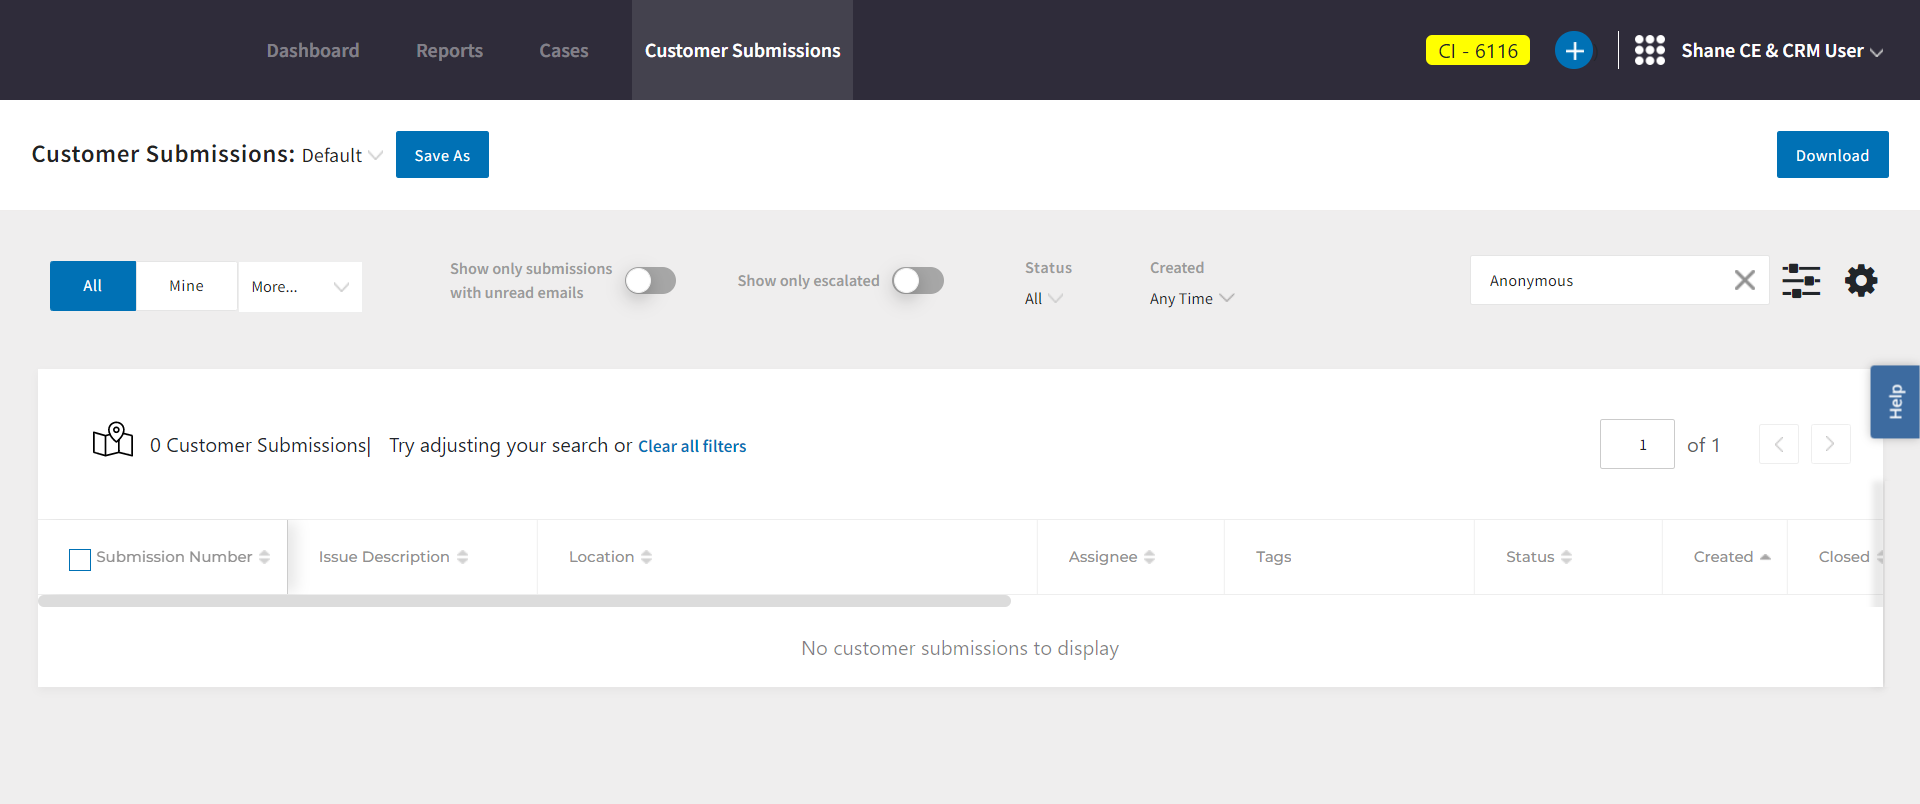 Dashboard Reports Cases Customer Submissions CI - 6116 Shane CE & CRM User
Customer Submissions: Default Save As Download
All Mine More... Show only submissions
with unread emails Show only escalated Status
All Created
Any Time Anonymous
Help
0 Customer Submissions| Try adjusting your search or Clear all filters 1 of 1
Submission Number Issue Description Location Assignee Tags Status Created Closed
No customer submissions to display